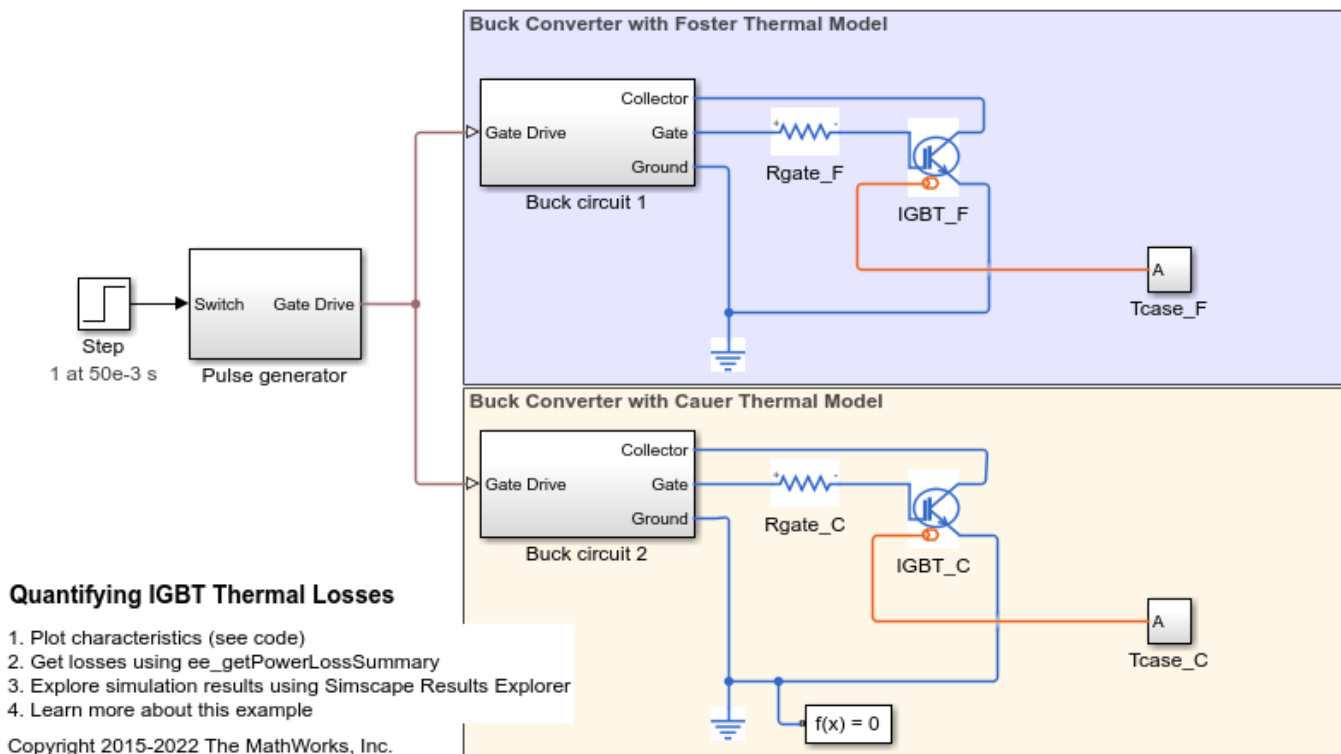 Buck Converter with Foster Thermal Model
Collector
Gate Drive
Gate
Ground
Buck circuit 1
+
-
Rgate_F
IGBT_F
A
Tcase_F
Switch
Gate Drive
Step
1 at 50e-3 s
Pulse generator
Buck Converter with Cauer Thermal Model
Collector
Gate Drive
Gate
Ground
Buck circuit 2
+
-
Rgate_C
IGBT_C
A
Tcase_C
f(x) = 0
Quantifying IGBT Thermal Losses
1. Plot characteristics (see code)
2. Get losses using ee_getPowerLossSummary
3. Explore simulation results using Simscape Results Explorer
4. Learn more about this example
Copyright 2015-2022 The MathWorks, Inc.